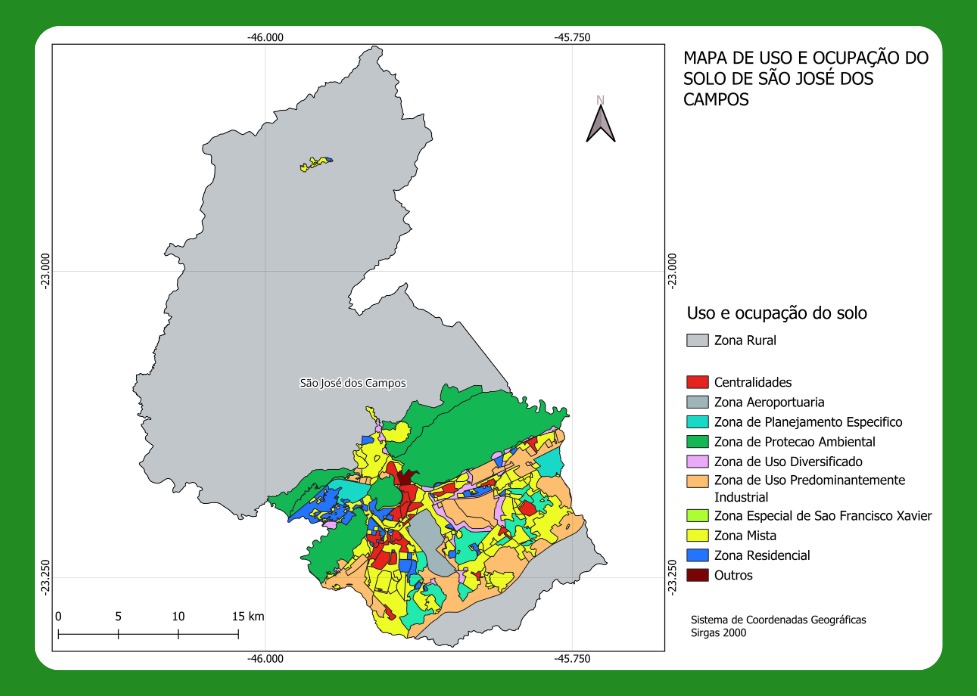 -46.000
-45.750
MAPA DE USO E OCUPAÇÃO DO
SOLO DE SÃO JOSÉ DOS
CAMPOS
N
-23.000
-23.000
Uso e ocupação do solo
Zona Rural
São José dos Campos
Centralidades
Zona Aeroportuaria
Zona de Planejamento Especifico
Zona de Protecao Ambiental
Zona de Uso Diversificado
Zona de Uso Predominantemente
Industrial
Zona Especial de Sao Francisco Xavier
Zona Mista
Zona Residencial
Outros
-23.250
-23.250
0 5 10 15 km
Sistema de Coordenadas Geográficas
Sirgas 2000
-46.000
-45.750